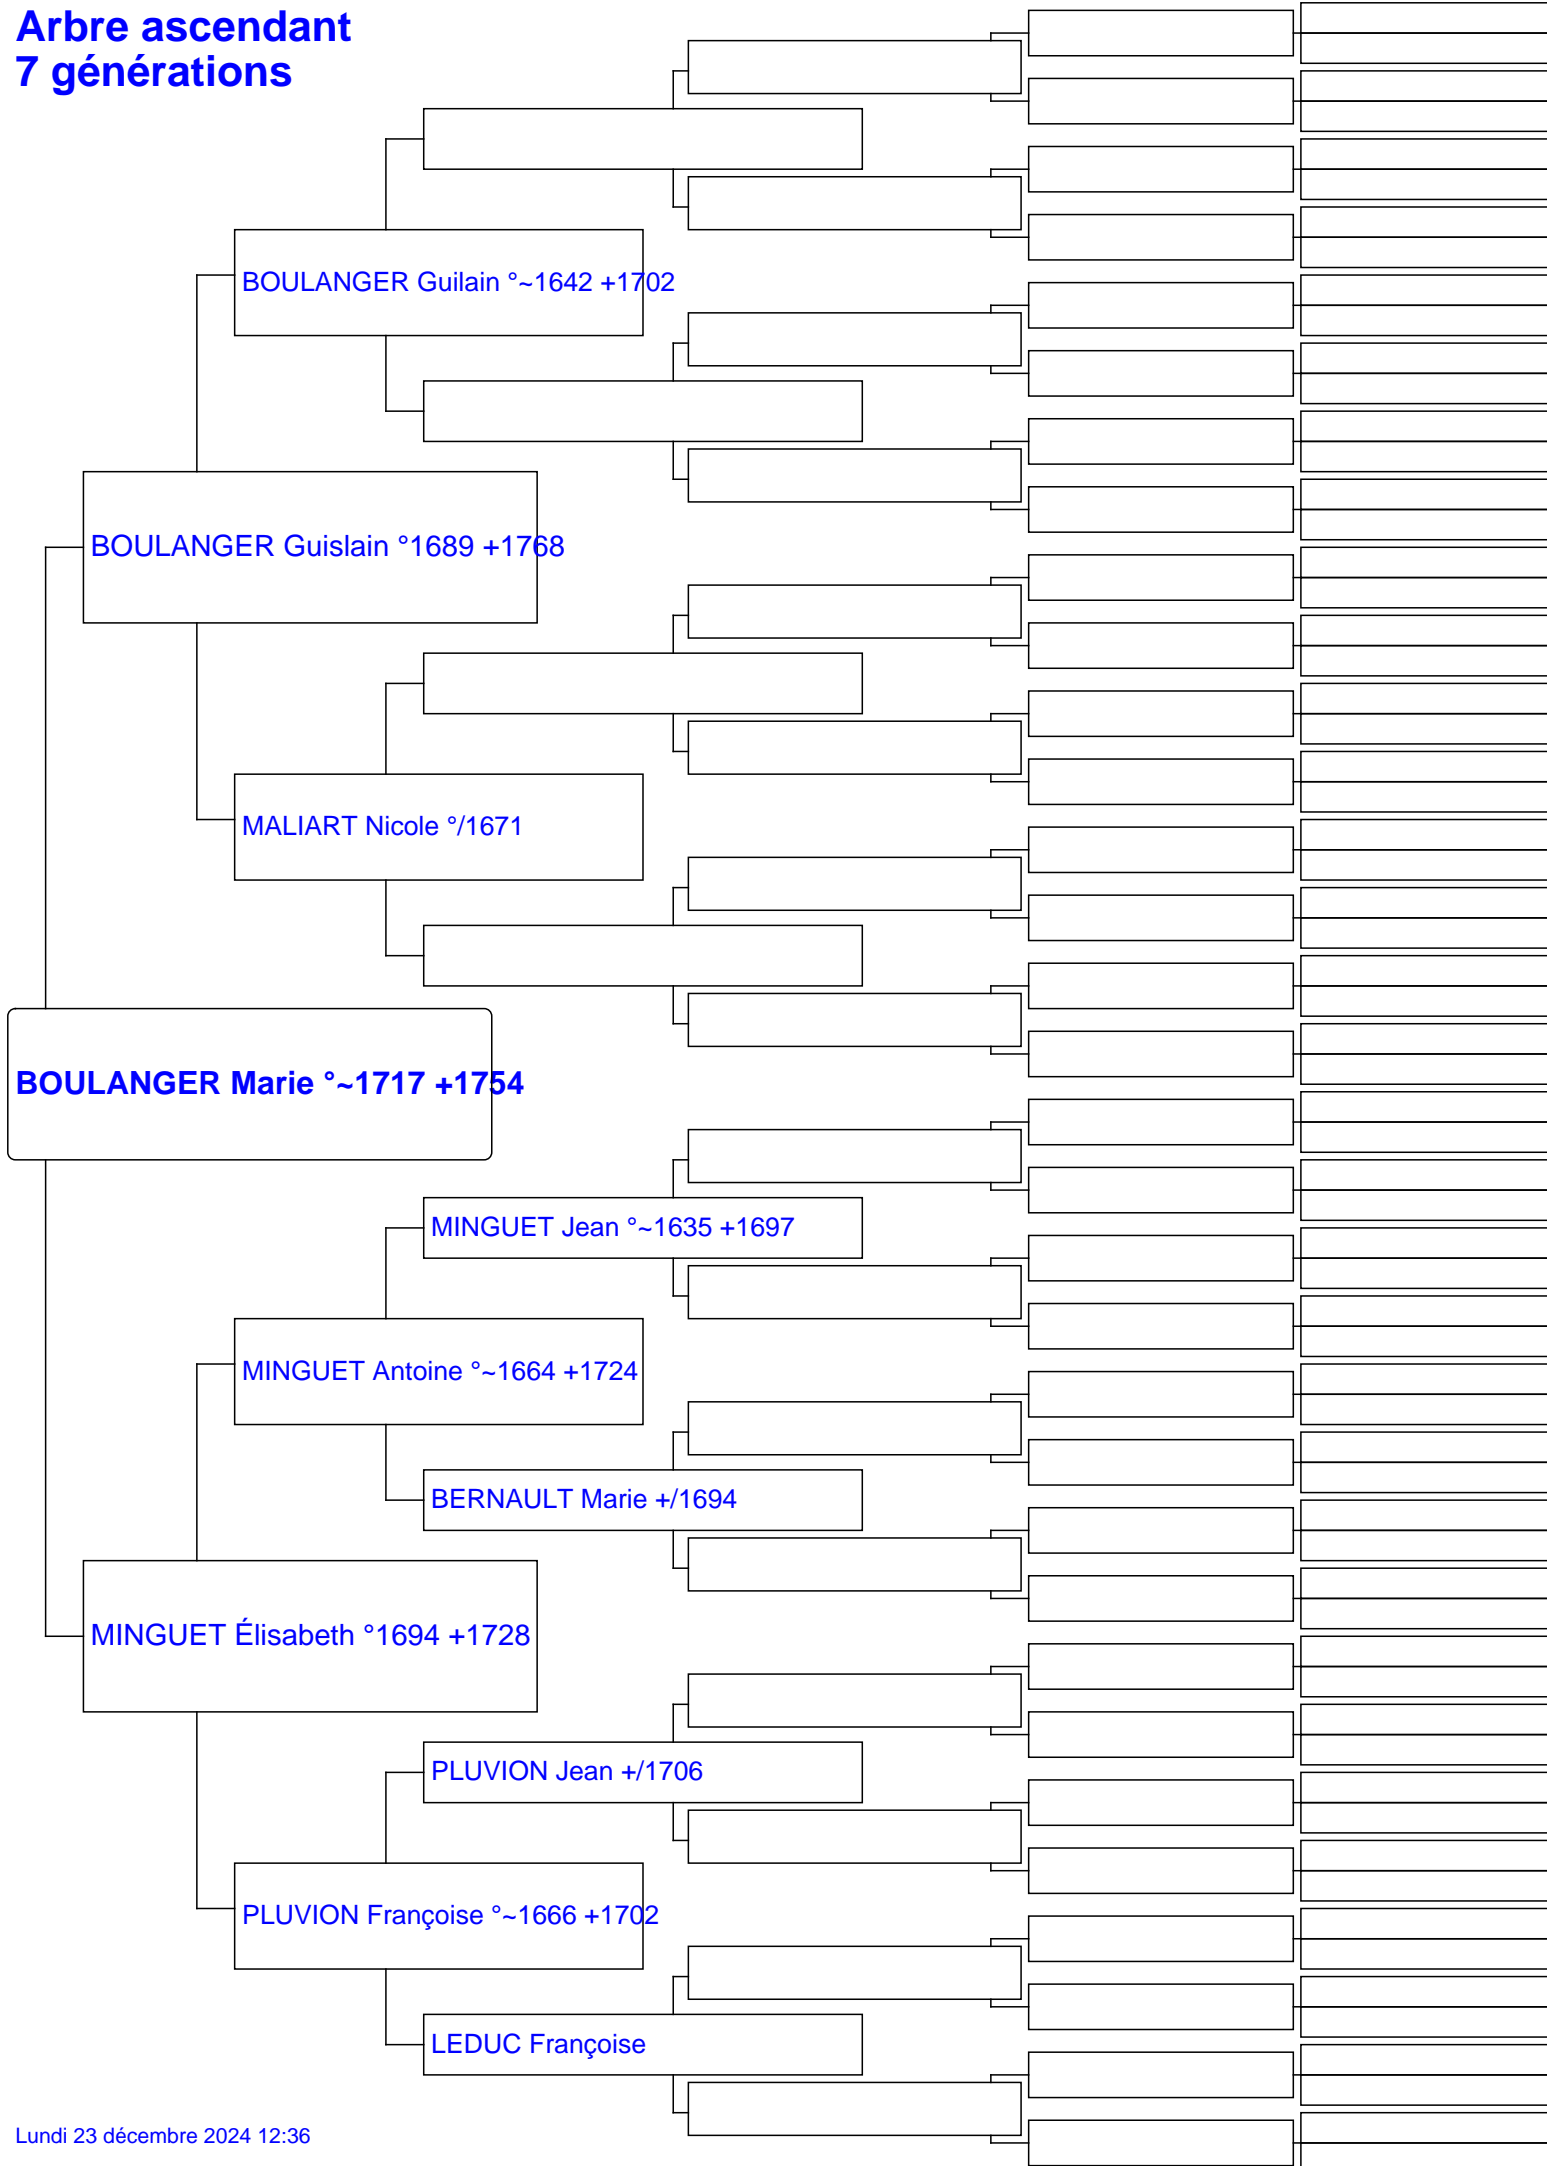 Arbre ascendant
7 générations
BOULANGER Guilain °~1642 +1702
BOULANGER Guislain °1689 +1768
MALIART Nicole °/1671
BOULANGER Marie °~1717 +1754
MINGUET Jean °~1635 +1697
MINGUET Antoine °~1664 +1724
BERNAULT Marie +/1694
MINGUET Élisabeth °1694 +1728
PLUVION Jean +/1706
PLUVION Françoise °~1666 +1702
LEDUC Françoise
Lundi 23 décembre 2024 12:36